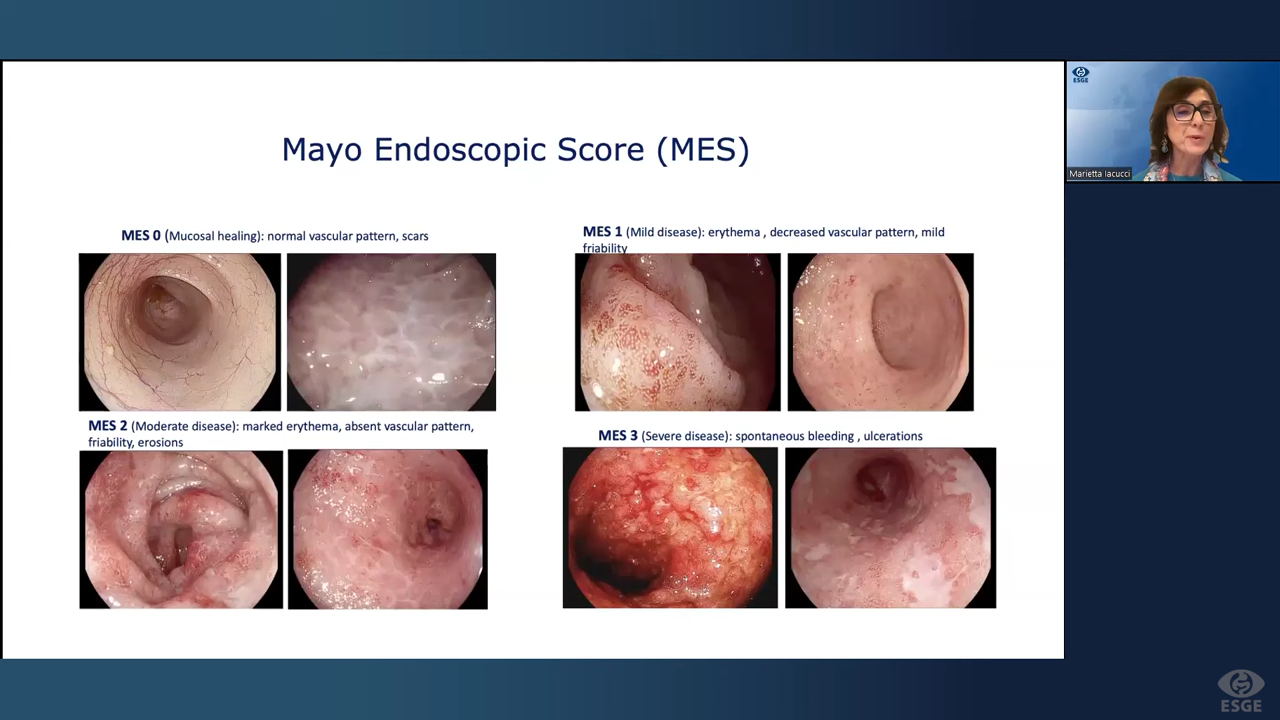 ESGE
Marietta Iacucci
Mayo Endoscopic Score (MES)
MES 0 (Mucosal healing): normal vascular pattern, scars
MES 1 (Mild disease): erythema , decreased vascular pattern, mild
friability
MES 2 (Moderate disease): marked erythema, absent vascular pattern,
friability, erosions
MES 3 (Severe disease): spontaneous bleeding , ulcerations
ESGE